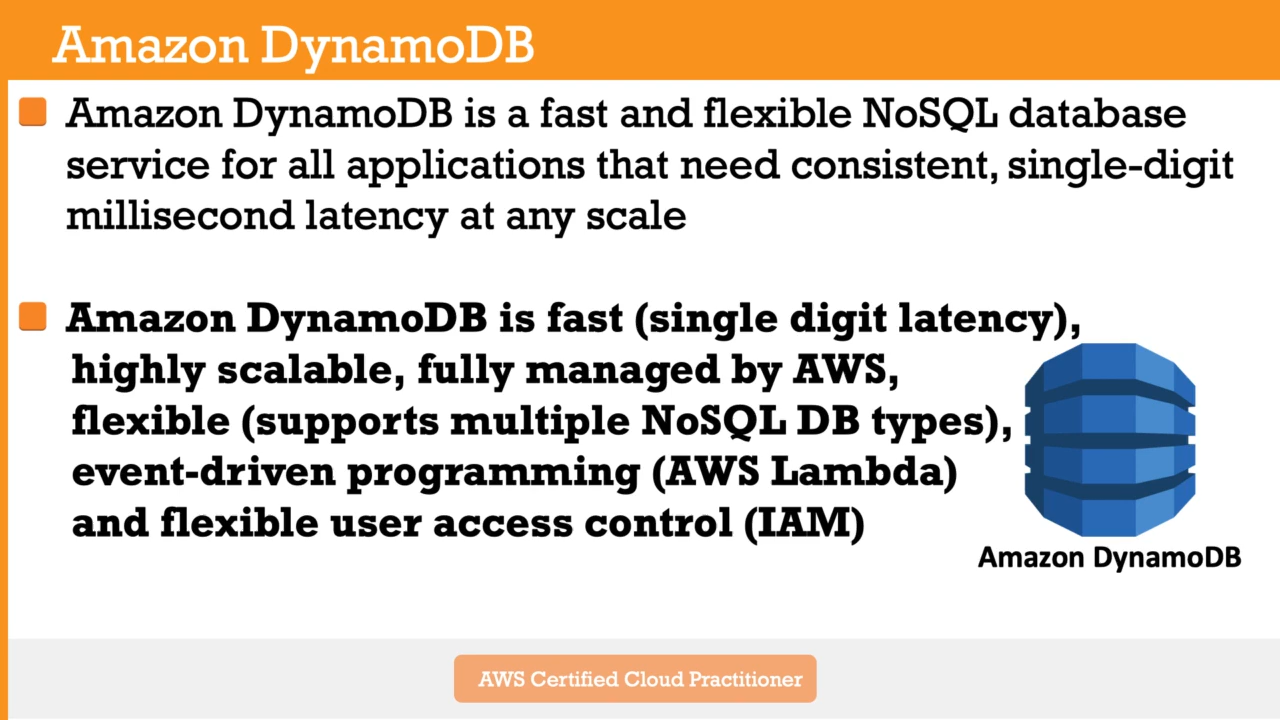 Amazon DynamoDB
Amazon DynamoDB is a fast and flexible NoSQL database
service for all applications that need consistent, single-digit
millisecond latency at any scale
Amazon DynamoDB is fast (single digit latency),
highly scalable, fully managed by AWS,
flexible (supports multiple NoSQL DB types),
event-driven programming (AWS Lambda)
and flexible user access control (IAM)
Amazon DynamoDB
AWS Certified Cloud Practitioner